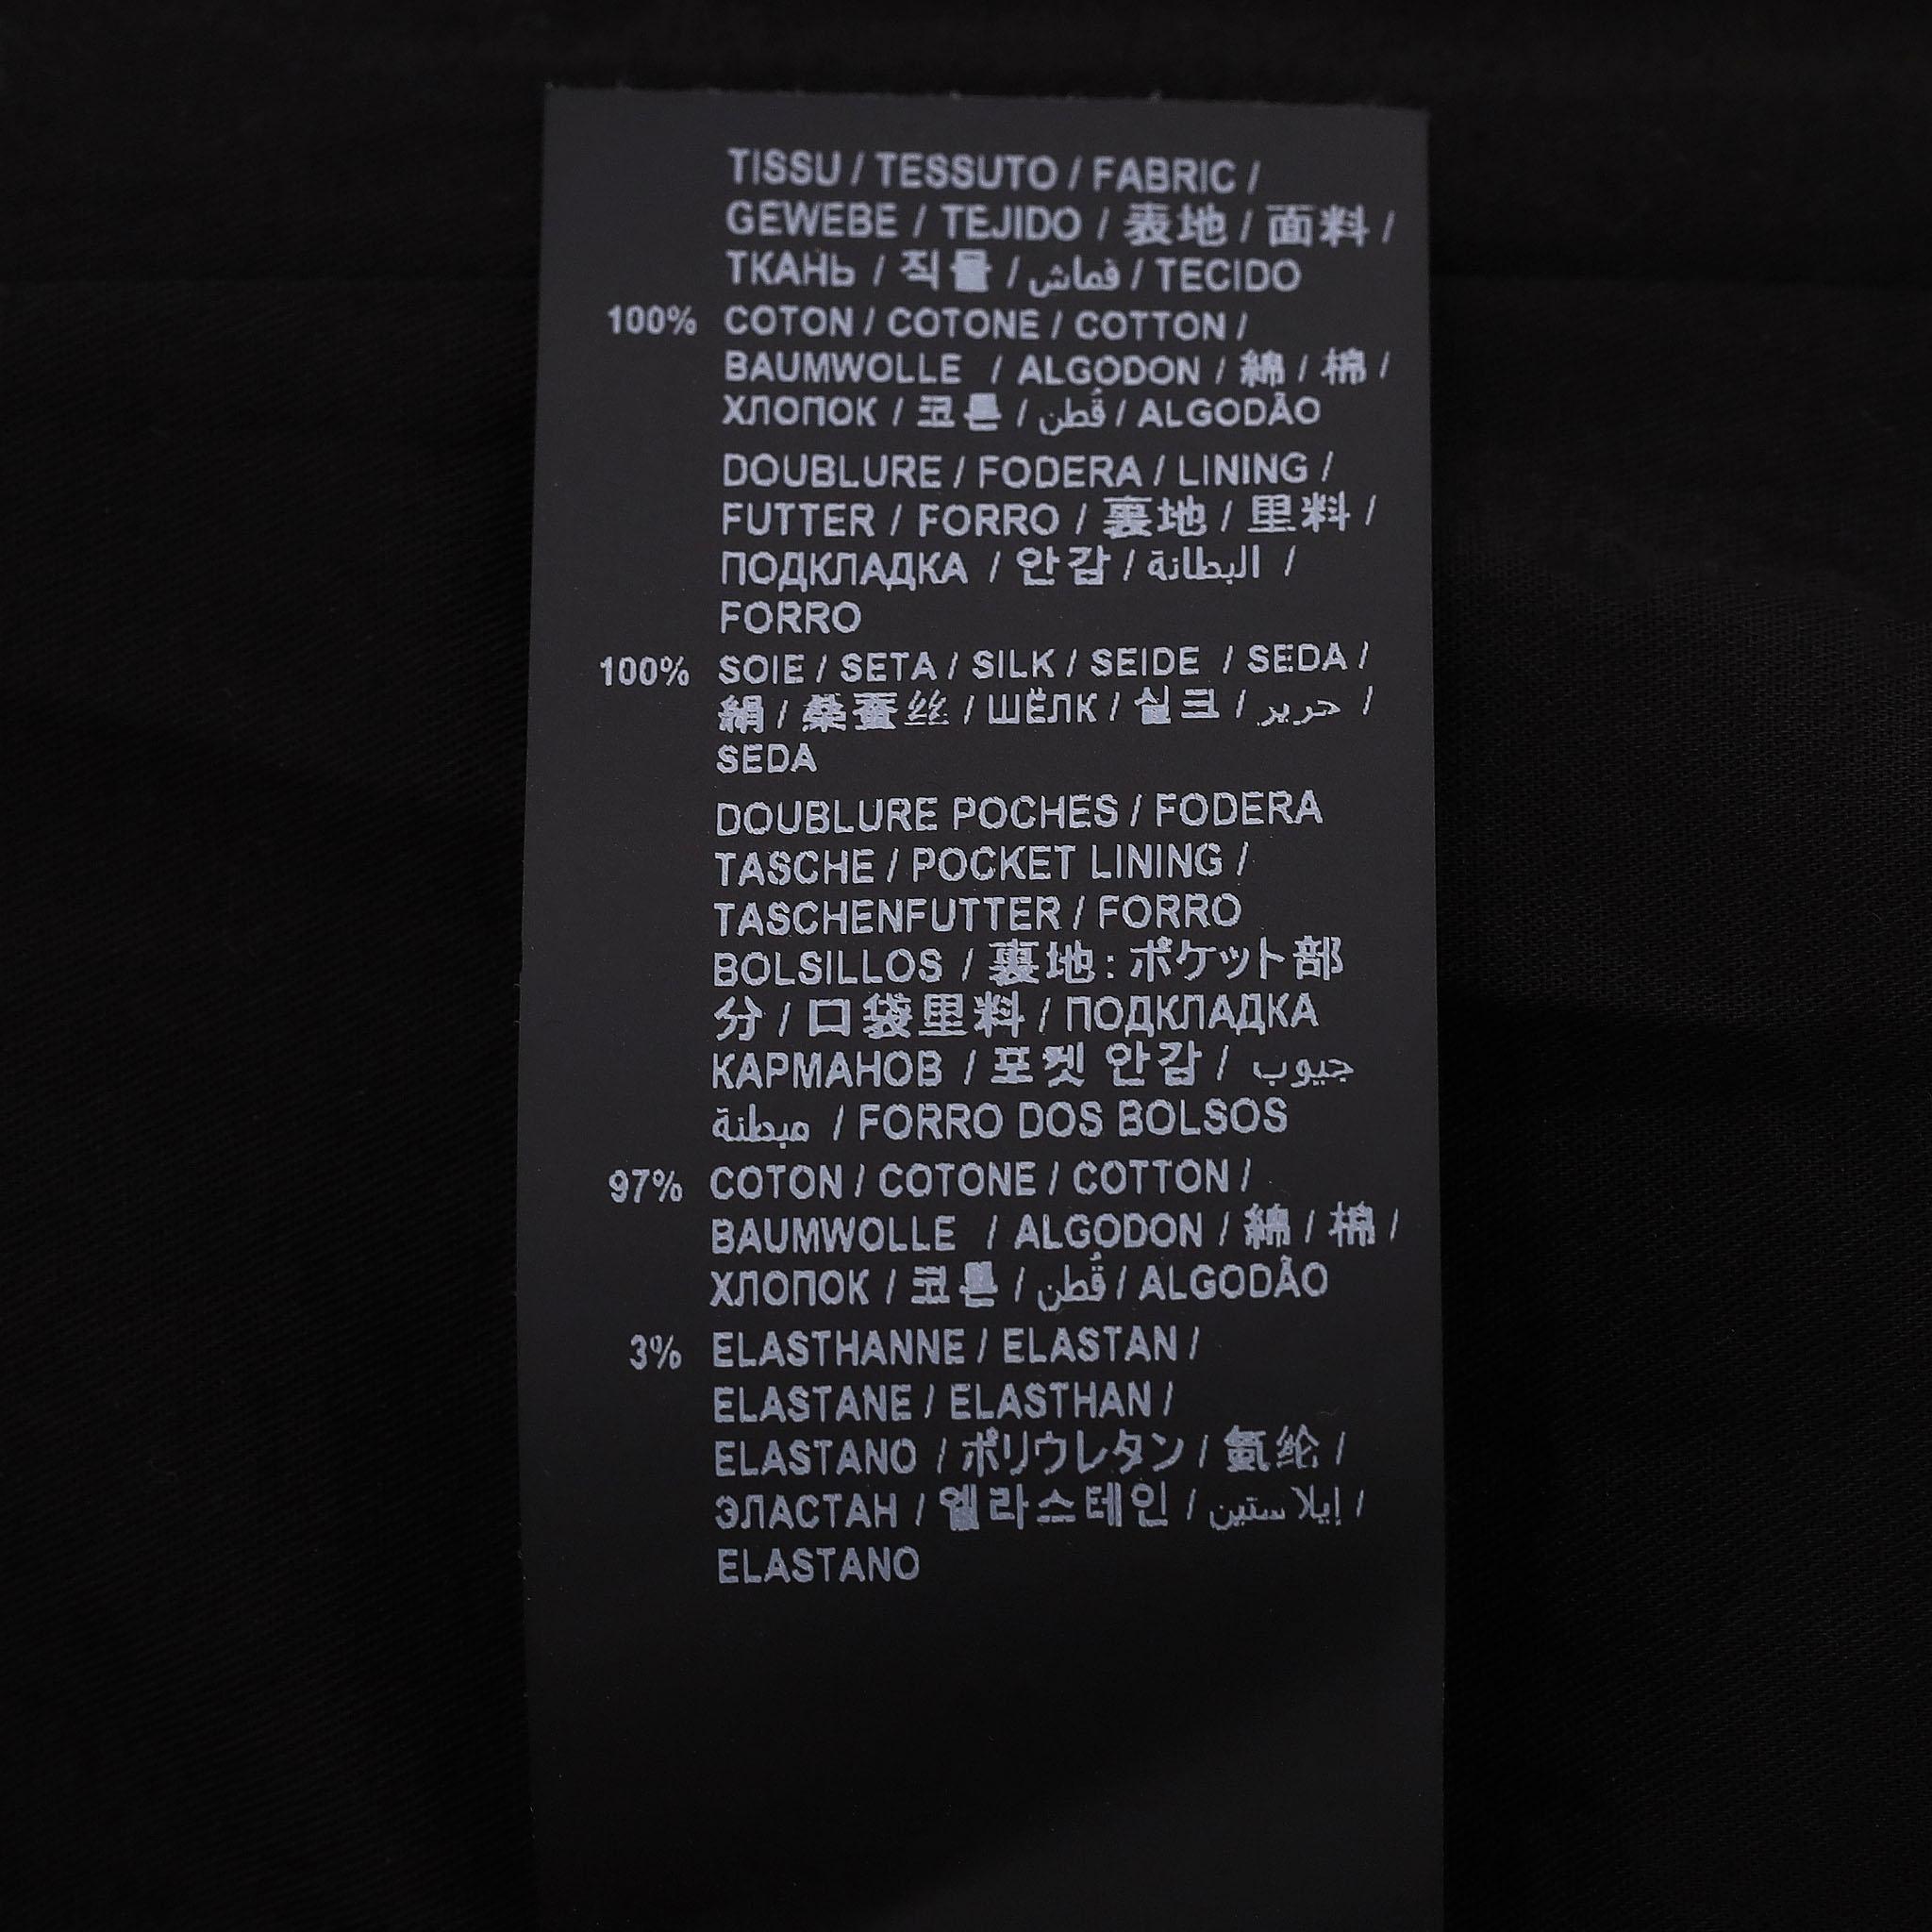 TISSU / TESSUTO / FABRIC /
GEWEBE / TEJIDO / 表地 / 面料 /
ТКАНЬ / 직물 / قماش / TECIDO
100% COTON / COTONE / COTTON /
BAUMWOLLE / ALGODON / 綿 / 棉 /
ХЛОПОК / 코튼 / قُطن / ALGODÃO
DOUBLURE / FODERA / LINING /
FUTTER / FORRO / 裏地 / 里料 /
ПОДКЛАДКА / 안감 / البطانة /
FORRO
100% SOIE / SETA / SILK / SEIDE / SEDA /
絹 / 桑蚕丝 / ШЁЛК / 실크 / حرير /
SEDA
DOUBLURE POCHES / FODERA
TASCHE / POCKET LINING /
TASCHENFUTTER / FORRO
BOLSILLOS / 裏地: ポケット部
分 / 口袋里料 / ПОДКЛАДКА
КАРМАНОВ / 포켓 안감 / جيوب
مبطنة / FORRO DOS BOLSOS
97% COTON / COTONE / COTTON /
BAUMWOLLE / ALGODON / 綿 / 棉 /
ХЛОПОК / 코튼 / قُطن / ALGODÃO
3% ELASTHANNE / ELASTAN /
ELASTANE / ELASTHAN /
ELASTANO / ポリウレタン / 氨纶 /
ЭЛАСТАН / 엘라스테인 / إيلاستين /
ELASTANO